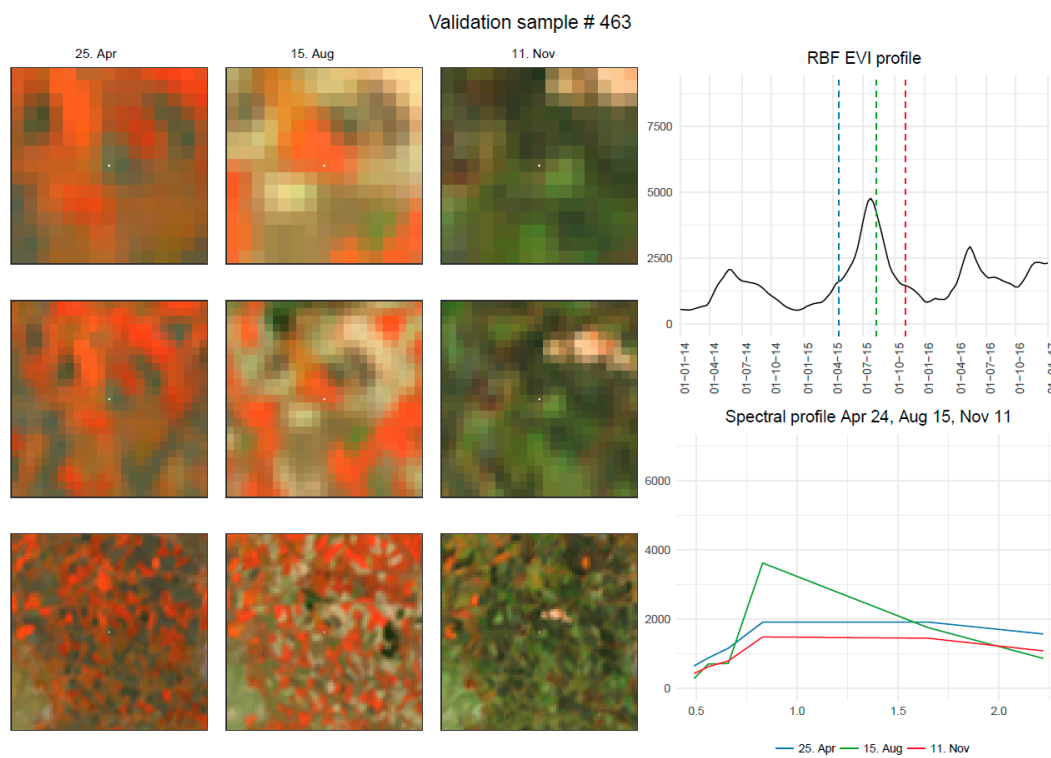 Validation sample # 463
25. Apr
15. Aug
11. Nov
RBF EVI profile
7500
5000
2500
0
01-01-14
01-04-14
01-07-14
01-10-14
01-01-15
01-04-15
01-07-15
01-10-15
01-01-16
01-04-16
01-07-16
01-10-16
Spectral profile Apr 24, Aug 15, Nov 11
6000
4000
2000
0
0.5
1.0
1.5
2.0
25. Apr
15. Aug
11. Nov